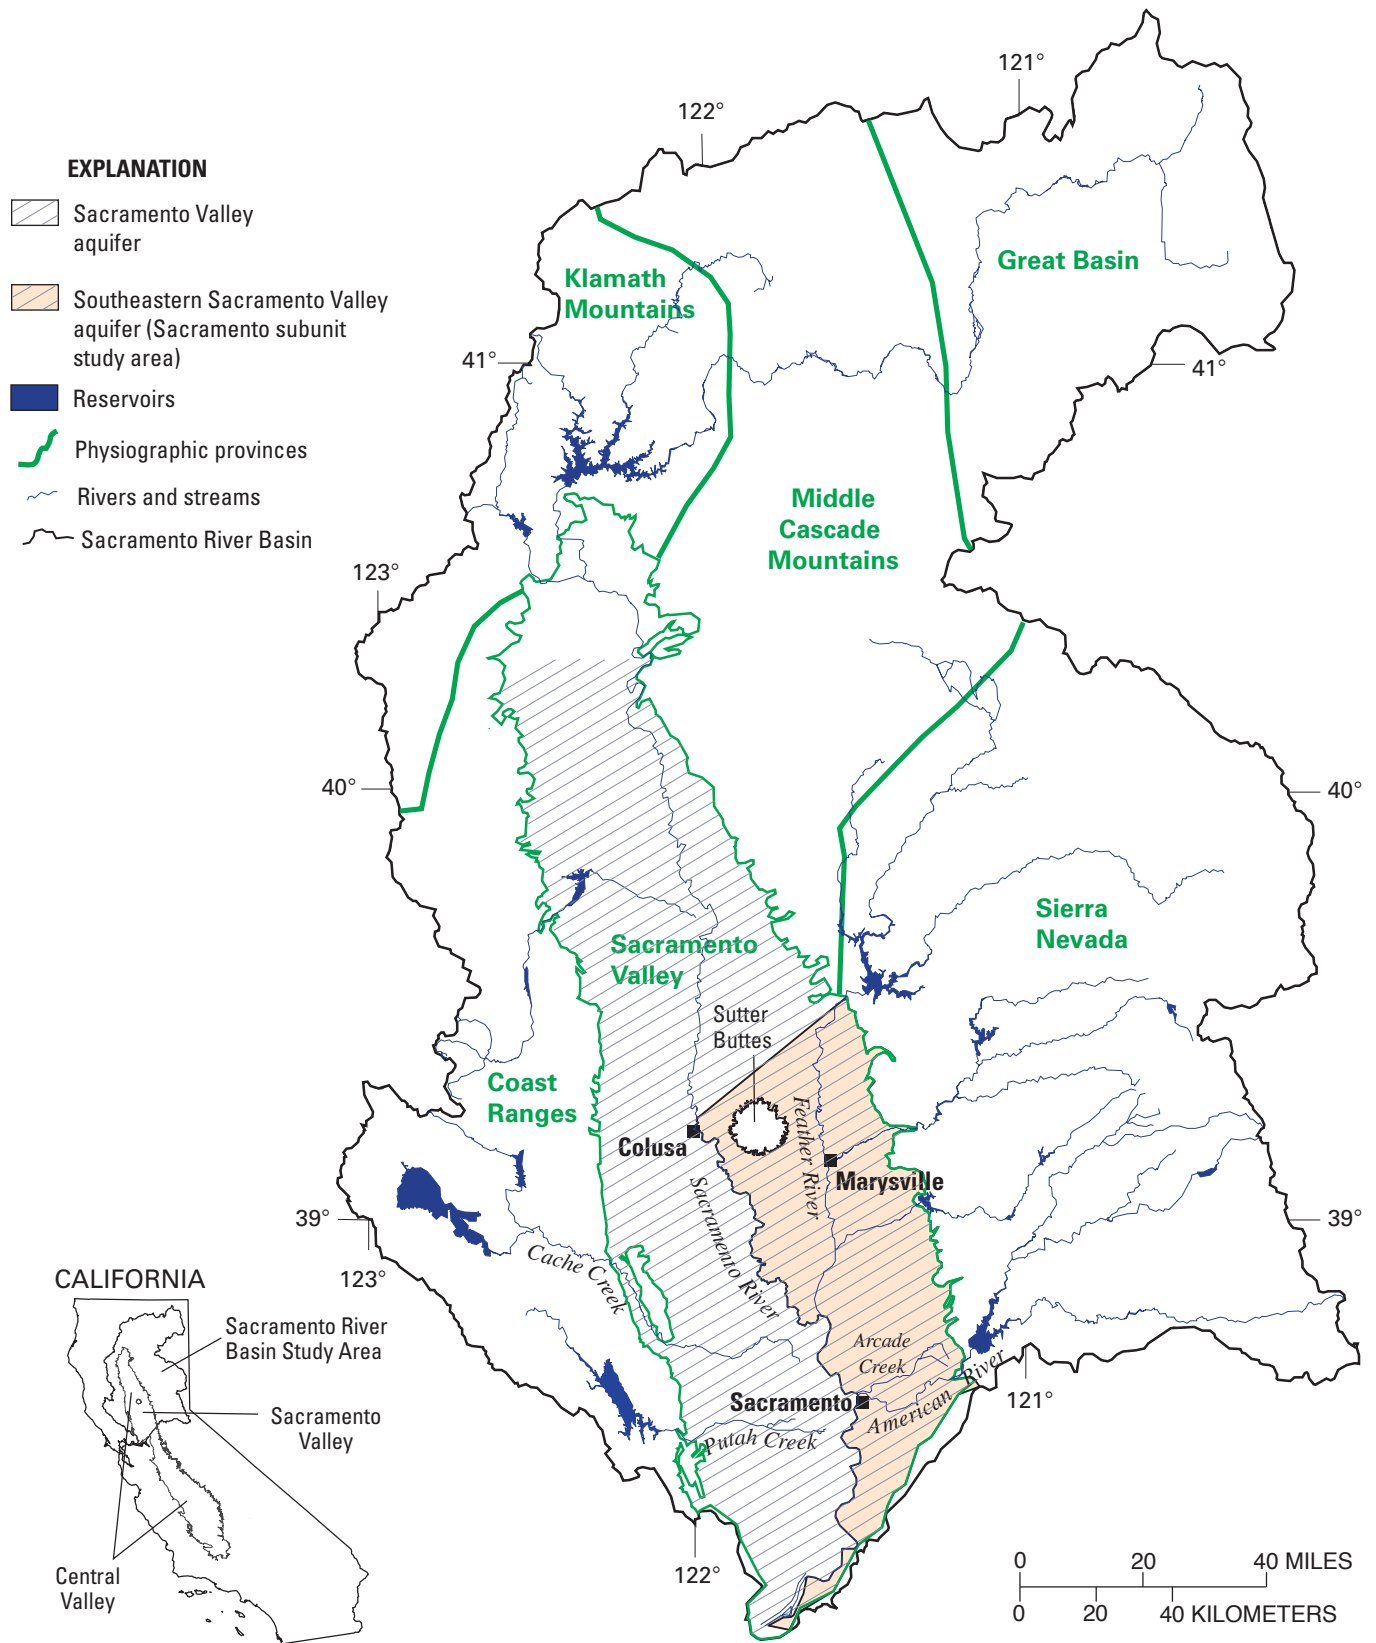 121°
122°
EXPLANATION
Sacramento Valley
aquifer
Southeastern Sacramento Valley
aquifer (Sacramento subunit
study area)
Reservoirs
Physiographic provinces
Rivers and streams
Sacramento River Basin
Great Basin
Klamath
Mountains
41°
41°
Middle
Cascade
Mountains
123°
40°
40°
Sierra
Nevada
Sacramento
Valley
Sutter
Buttes
Coast
Ranges
Colusa
Feather River
Marysville
Sacramento River
39°
39°
123°
Cache Creek
Arcade
Creek
American River
Sacramento
121°
Putah Creek
122°
CALIFORNIA
Sacramento River
Basin Study Area
Sacramento
Valley
Central
Valley
0 20 40 MILES
0 20 40 KILOMETERS